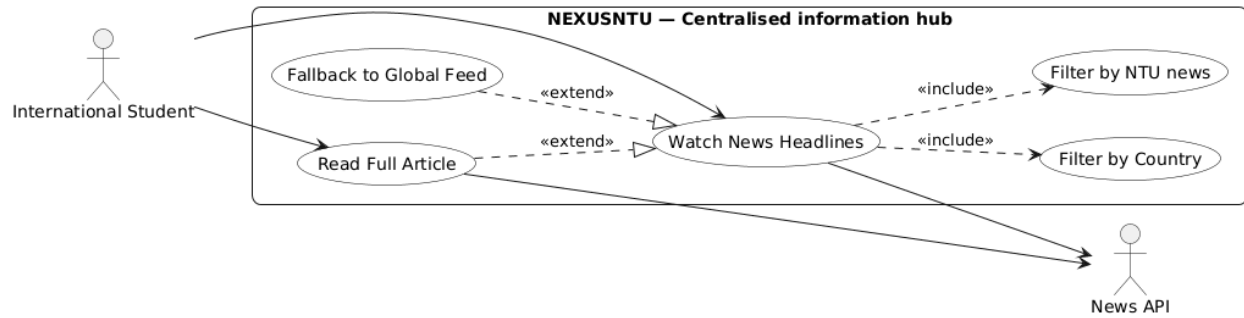 NEXUSNTU — Centralised information hub
Fallback to Global Feed
«extend»
Filter by NTU news
«include»
International Student
Watch News Headlines
«extend»
«include»
Read Full Article
Filter by Country
News API